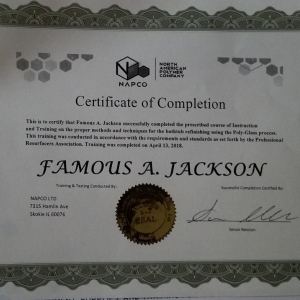 NAPCO
NORTH
AMERICAN
POLYMER
COMPANY
Certificate of Completion
This is to certify that Famous A. Jackson successfully completed the prescribed course of Instruction
and Training on the proper methods and techniques for the bathtub refinishing using the Poly-Glass process.
This training was conducted in accordance with the requirements and standards as set forth by the Professional
Resurfacers Association. Training was completed on April 13, 2018.
FAMOUS A. JACKSON
Training & Testing Conducted By:
Successful Completion Certified By:
NAPCO LTD
7315 Hamlin Ave
Skokie IL 60076
SEAL